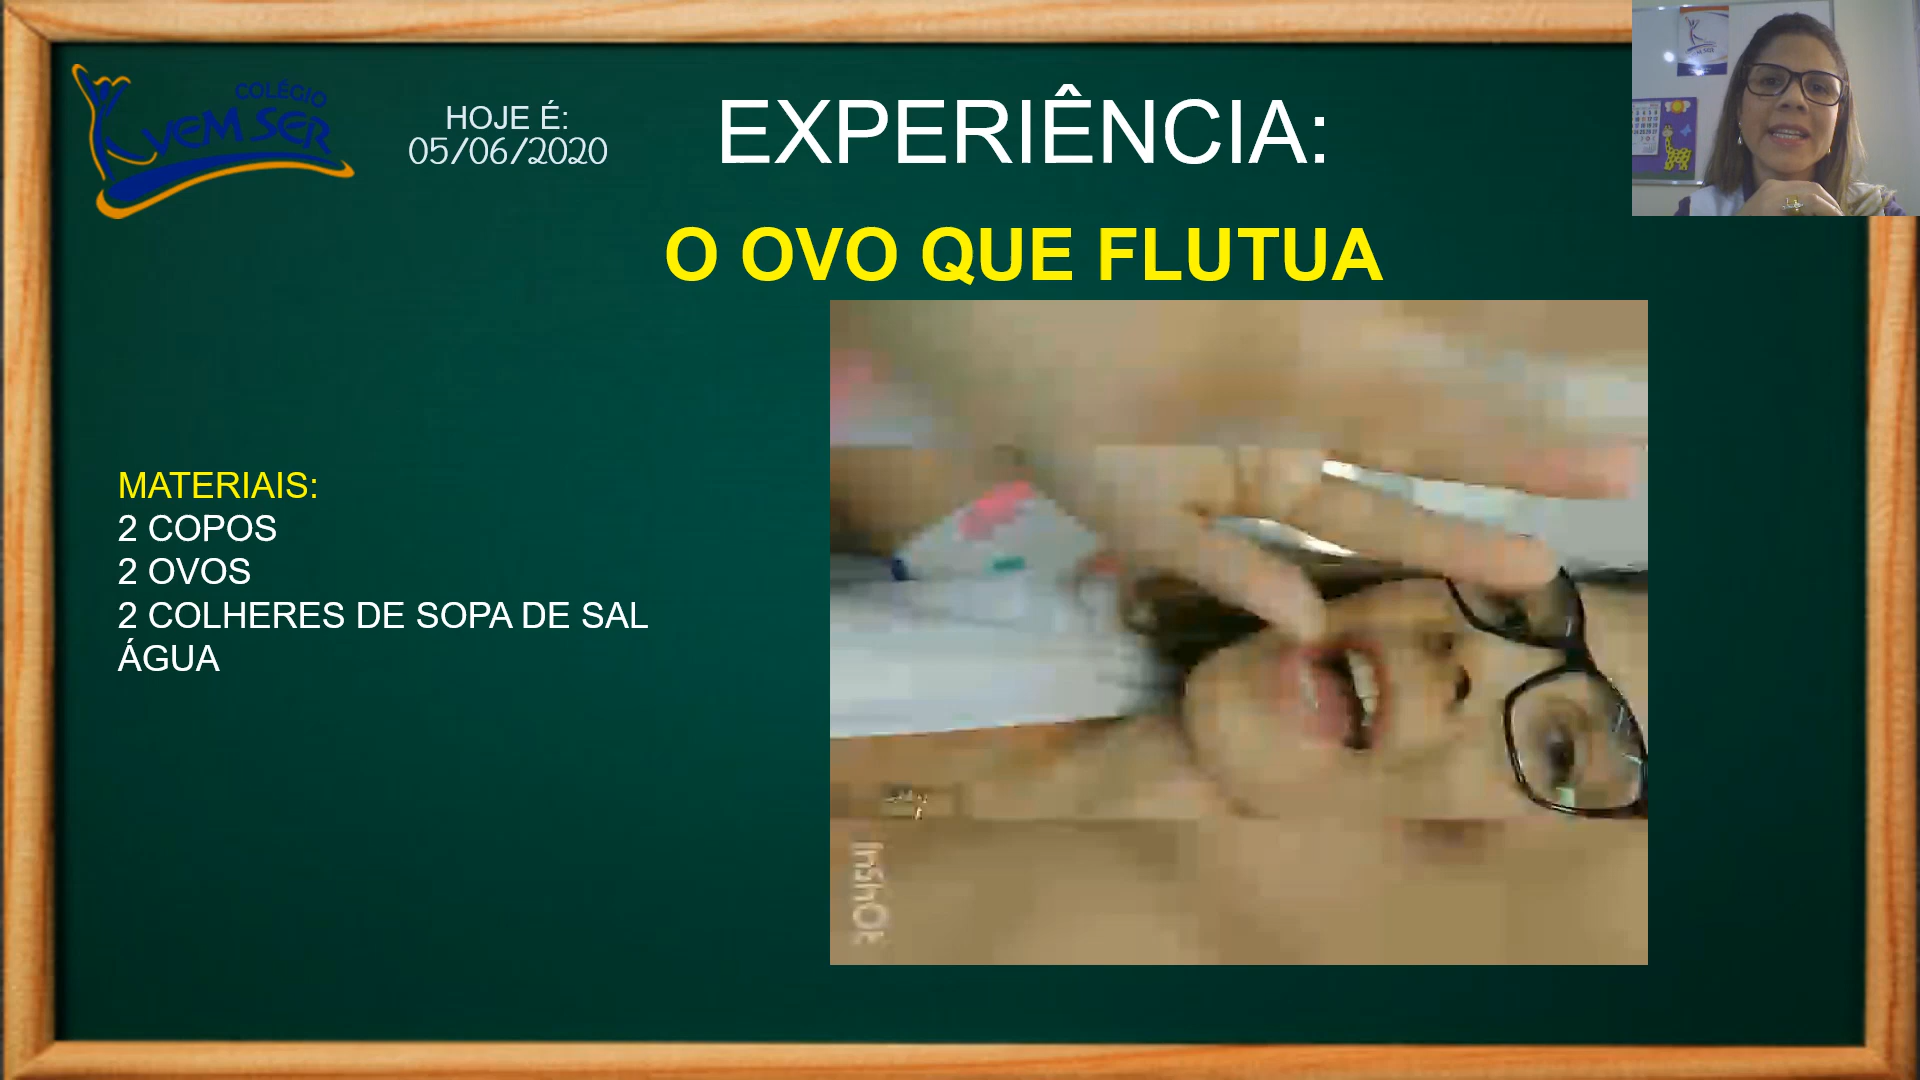 COLÉGIO
VEM SER
HOJE É:
05/06/2020
EXPERIÊNCIA:
O OVO QUE FLUTUA
MATERIAIS:
2 COPOS
2 OVOS
2 COLHERES DE SOPA DE SAL
ÁGUA
InShOt